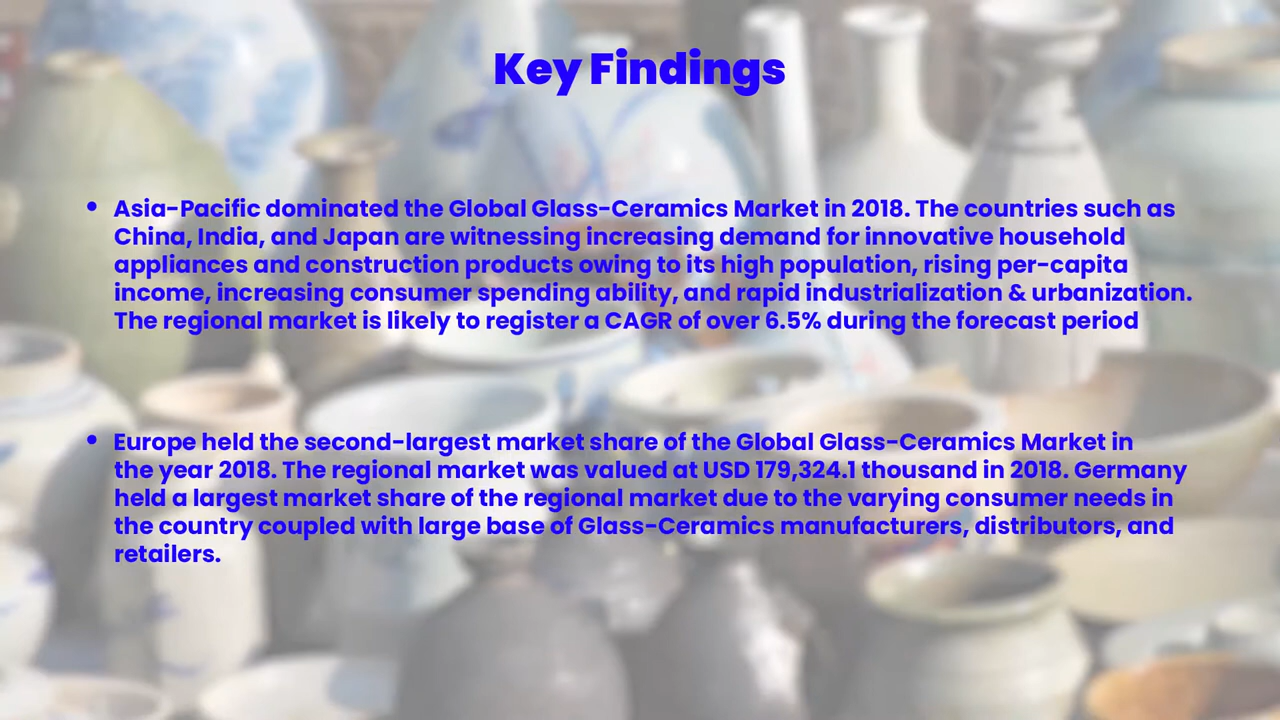 Key Findings
• Asia-Pacific dominated the Global Glass-Ceramics Market in 2018. The countries such as
China, India, and Japan are witnessing increasing demand for innovative household
appliances and construction products owing to its high population, rising per-capita
income, increasing consumer spending ability, and rapid industrialization & urbanization.
The regional market is likely to register a CAGR of over 6.5% during the forecast period
• Europe held the second-largest market share of the Global Glass-Ceramics Market in
the year 2018. The regional market was valued at USD 179,324.1 thousand in 2018. Germany
held a largest market share of the regional market due to the varying consumer needs in
the country coupled with large base of Glass-Ceramics manufacturers, distributors, and
retailers.